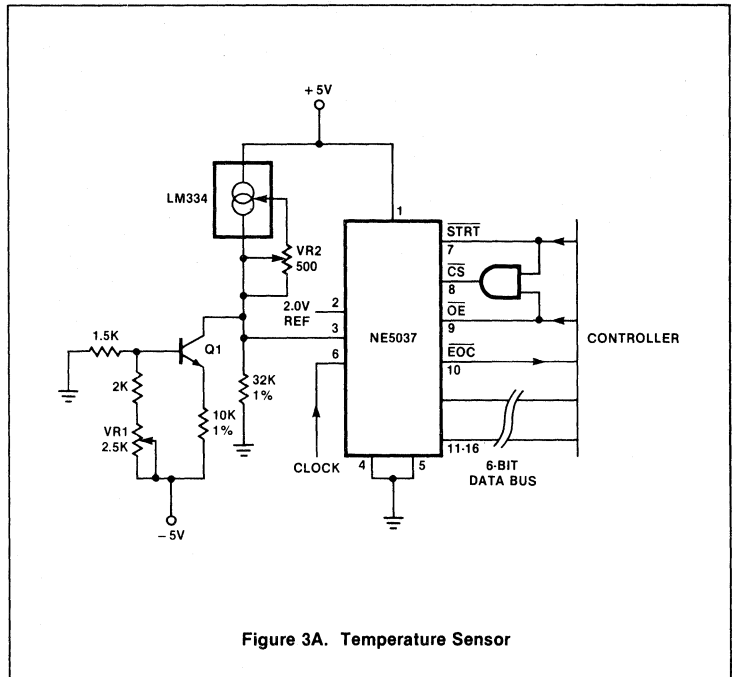 +5V
LM334
VR2
500
1
STRT
7
CS
8
2.0V
REF
2
OE
9
NE5037
CONTROLLER
3
1.5K
Q1
6
EOC
10
2K
32K
1%
VR1
2.5K
10K
1%
CLOCK
4
5
11-16
6-BIT
DATA BUS
−5V
Figure 3A. Temperature Sensor